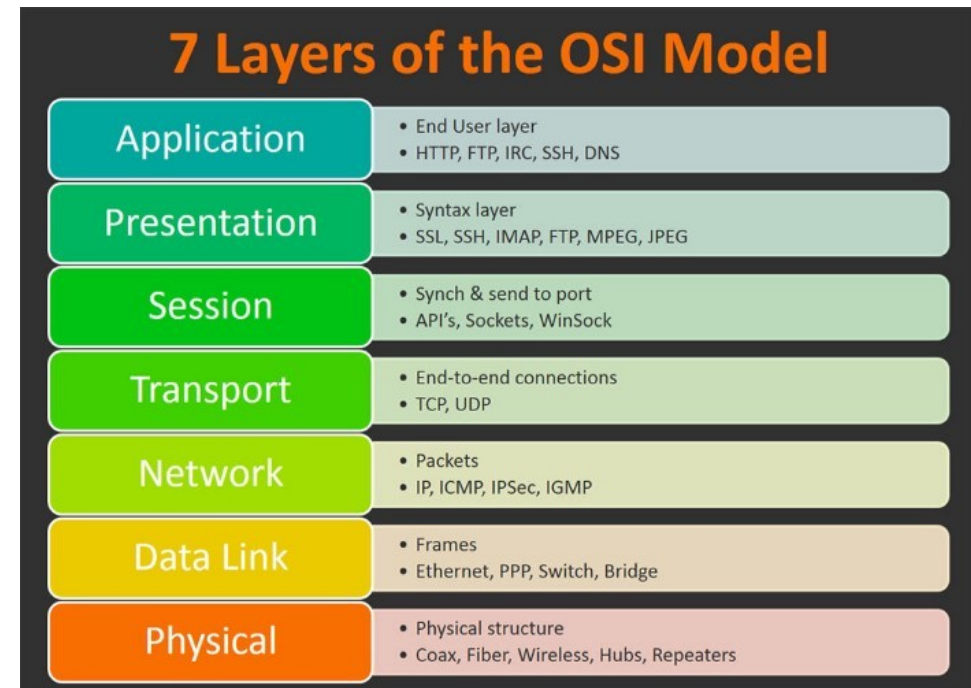 7 Layers of the OSI Model
Application
• End User layer
• HTTP, FTP, IRC, SSH, DNS
Presentation
• Syntax layer
• SSL, SSH, IMAP, FTP, MPEG, JPEG
Session
• Synch & send to port
• API's, Sockets, WinSock
Transport
• End-to-end connections
• TCP, UDP
Network
• Packets
• IP, ICMP, IPSec, IGMP
Data Link
• Frames
• Ethernet, PPP, Switch, Bridge
Physical
• Physical structure
• Coax, Fiber, Wireless, Hubs, Repeaters